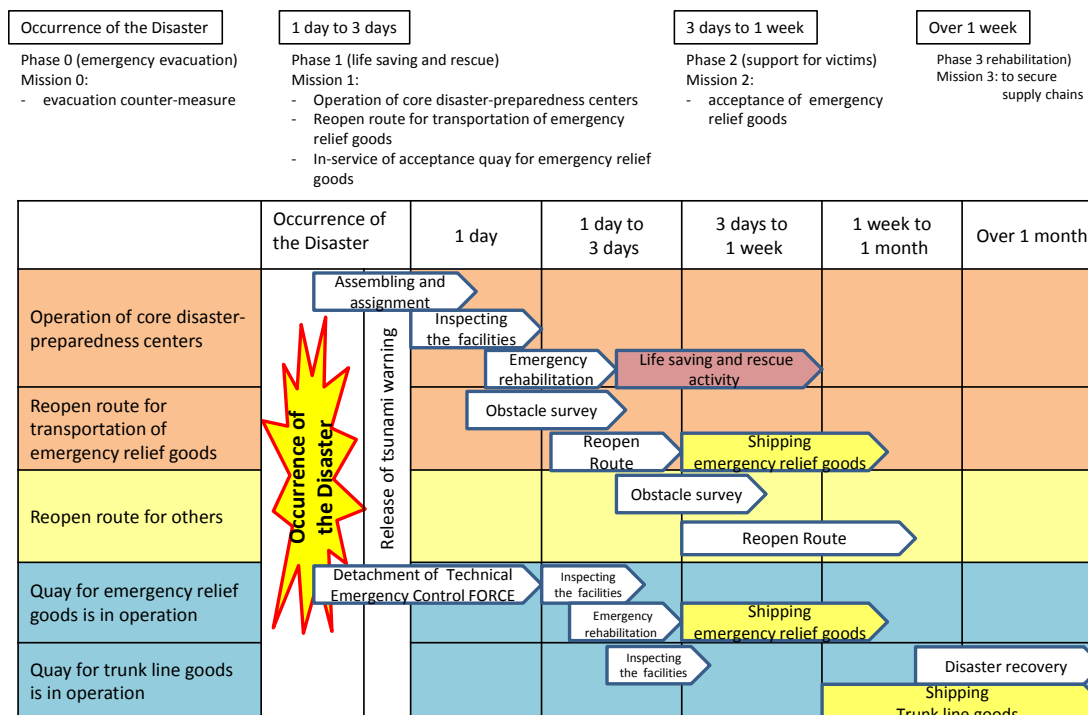 Occurrence of the Disaster
Phase 0 (emergency evacuation)
Mission 0:
- evacuation counter-measure
1 day to 3 days
Phase 1 (life saving and rescue)
Mission 1:
- Operation of core disaster-preparedness centers
- Reopen route for transportation of emergency
relief goods
- In-service of acceptance quay for emergency relief
goods
3 days to 1 week
Phase 2 (support for victims)
Mission 2:
- acceptance of emergency
relief goods
Over 1 week
Phase 3 rehabilitation)
Mission 3: to secure
supply chains
Occurrence of
the Disaster
1 day
1 day to
3 days
3 days to
1 week
1 week to
1 month
Over 1 month
Operation of core disaster-
preparedness centers
Assembling and
assignment
Inspecting
the facilities
Emergency
rehabilitation
Life saving and rescue
activity
Occurrence of
the Disaster
Release of tsunami warning
Reopen route for
transportation of
emergency relief goods
Obstacle survey
Reopen
Route
Shipping
emergency relief goods
Reopen route for others
Obstacle survey
Reopen Route
Quay for emergency relief
goods is in operation
Detachment of Technical
Emergency Control FORCE
Inspecting
the facilities
Emergency
rehabilitation
Shipping
emergency relief goods
Quay for trunk line goods
is in operation
Inspecting
the facilities
Disaster recovery
Shipping
Trunk line goods